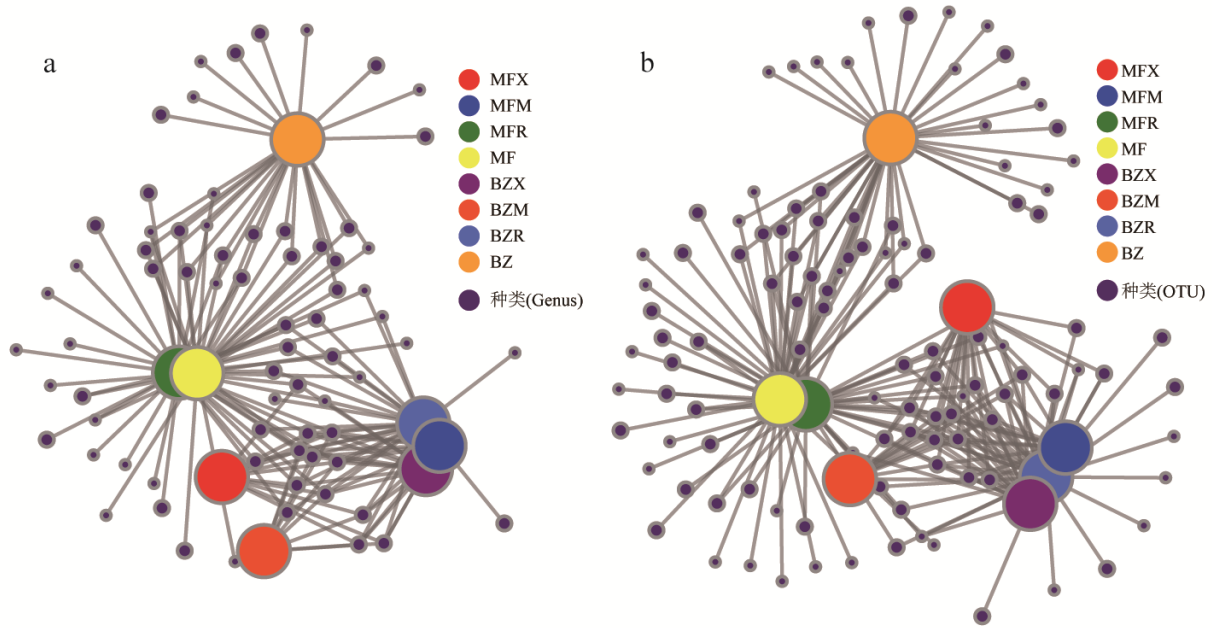 a
MFX
MFM
MFR
MF
BZX
BZM
BZR
BZ
种类(Genus)
b
MFX
MFM
MFR
MF
BZX
BZM
BZR
BZ
种类(OTU)